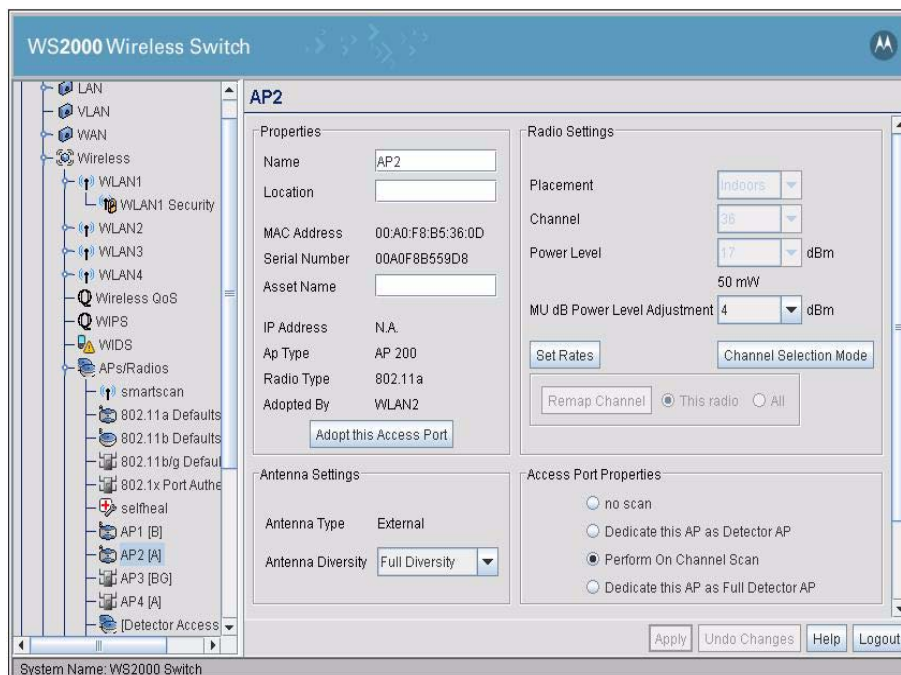 WS2000 Wireless Switch
LAN
VLAN
WAN
Wireless
WLAN1
WLAN1 Security
WLAN2
WLAN3
WLAN4
Wireless QoS
WIPS
WIDS
APs/Radios
smartscan
802.11a Defaults
802.11b Defaults
802.11b/g Defaul
802.1x Port Authe
selfheal
AP1 [B]
AP2 [A]
AP3 [BG]
AP4 [A]
[Detector Access
AP2
Properties
Name AP2
Location
MAC Address 00:A0:F8:B5:36:0D
Serial Number 00A0F8B559D8
Asset Name
IP Address N.A.
Ap Type AP 200
Radio Type 802.11a
Adopted By WLAN2
Adopt this Access Port
Antenna Settings
Antenna Type External
Antenna Diversity Full Diversity
Radio Settings
Placement Indoors
Channel 36
Power Level 17 dBm
50 mW
MU dB Power Level Adjustment 4 dBm
Set Rates Channel Selection Mode
Remap Channel This radio All
Access Port Properties
no scan
Dedicate this AP as Detector AP
Perform On Channel Scan
Dedicate this AP as Full Detector AP
Apply Undo Changes Help Logout
System Name: WS2000 Switch